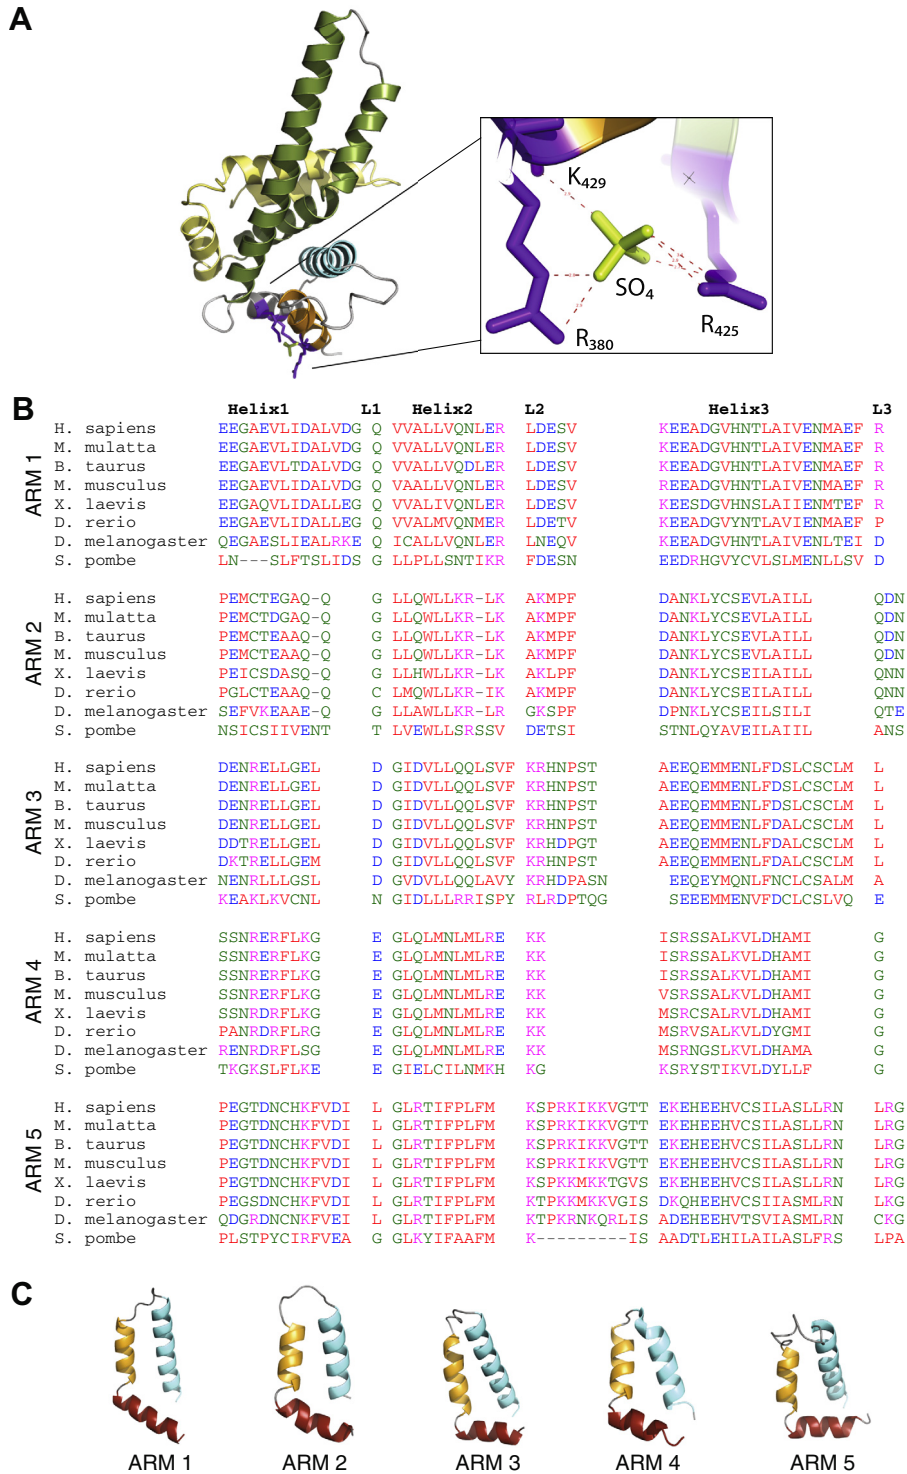 A
K429
SO4
R380
R425
B
Helix1 L1 Helix2 L2 Helix3 L3
ARM 1
H. sapiens EEGAEVLIDALVDG Q VVALLVQNLER LDESV KEEADGVHNTLAIVENMAEF R
M. mulatta EEGAEVLIDALVDG Q VVALLVQNLER LDESV KEEADGVHNTLAIVENMAEF R
B. taurus EEGAEVLTDALVDG Q VVALLVQDLER LDESV KEEADGVHNTLAIVENMAEF R
M. musculus EEGAEVLIDALVDG Q VVALLVQNLER LDESV KEEADGVHNTLAIVENMAEF R
X. laevis EEGAQVLIDALLEG Q VAALIVQNLER LDESV KEESDGVHNSLAIIENMTEF R
D. rerio EEGAEVLIDALLEG Q VVALMVQNMER LDETV KEEADGVYNTLAVIENMAEF P
D. melanogaster QEGAESLIEALRKE Q ICALLVQNLER LNEQV KEEADGVHNTLAIVENLTEI D
S. pombe LN---SLFTSLIDS G LLPLLSNTIKR FDESN EEDRHGVYCVLSLMENLLSV D
ARM 2
H. sapiens PEMCTEGAQ-Q G LLQWLLKR-LK AKMPF DANKLYCSEVLAILL QDN
M. mulatta PEMCTDGAQ-Q G LLQWLLKR-LK AKMPF DANKLYCSEVLAILL QDN
B. taurus PEMCTEAAQ-Q G LLQWLLKR-LK AKMPF DANKLYCSEVLAILL QDN
M. musculus PEMCTEAAQ-Q G LLQWLLKR-LK AKMPF DANKLYCSEVLAILL QDN
X. laevis PEICSDASQ-Q G LLHWLLKR-LK AKLPF DANKLYCSEVLAILL QNN
D. rerio PGLCTEAAQ-Q C LMQWLLKR-IK AKMPF DANKLYCSEVLAILL QNN
D. melanogaster SEFVKEAAE-Q G LLAWLLKR-LR GKSPF DPNKLYCSEILSILI QTE
S. pombe NSICSIIVENT T LVEWLLSRSSV DETSI STNLQYAVEILAIIL ANS
ARM 3
H. sapiens DENRELLGEL D GIDVLLQQLSVF KRHNPST AEEQEMMENLFDSLCSCLM L
M. mulatta DENRELLGEL D GIDVLLQQLSVF KRHNPST AEEQEMMENLFDSLCSCLM L
B. taurus DENRELLGEL D GIDVLLQQLSVF KRHNPST AEEQEMMENLFDSLCSCLM L
M. musculus DENRELLGEL D GIDVLLQQLSVF KRHNPST AEEQEMMENLFDSLCSCLM L
X. laevis DDTRELLGEL D GIDVLLQQLSVF KRHDPGT AEEQEMMENLFDALCSCLM L
D. rerio DKTRELLGEM D GIDVLLQQLSVF KRHNPST AEEQEMMENLFDALCSCLM L
D. melanogaster NENRLLLGSL D GVDVLLQQLAVY KRHDPASN EEQEYMQNLFNCLCSALM A
S. pombe KEAKLKVCNL N GIDILLRRISPY RLRDPTQG SEEEMMENVFDCLCSLVQ E
ARM 4
H. sapiens SSNRERFLKG E GLQLMNLMLRE KK ISRSSALKVLDHAMI G
M. mulatta SSNRERFLKG E GLQLMNLMLRE KK ISRSSALKVLDHAMI G
B. taurus SSNRERFLKG E GLQLMNLMLRE KK ISRSSALKVLDHAMI G
M. musculus SSNRERFLKG E GLQLMNLMLRE KK VSRSSALKVLDHAMI G
X. laevis SSNRDRFLKG E GLQLMNLMLRE KK MSRCSALRVLDHAMI G
D. rerio PANRDRFLRG E GLQLMNLMLRE KK MSRVSALKVLDYGMI G
D. melanogaster RENRDRFLSG E GLQLMNLMLRE KK MSRNGSLKVLDHAMA G
S. pombe TKGKSLFLKE E GIELCILNMKH KG KSRYSTIKVLDYLLF G
ARM 5
H. sapiens PEGTDNCHKFVDI L GLRTIFPLFM KSPRKIKKVGTT EKEHEEHVCSILASLLRN LRG
M. mulatta PEGTDNCHKFVDI L GLRTIFPLFM KSPRKIKKVGTT EKEHEEHVCSILASLLRN LRG
B. taurus PEGTDNCHKFVDI L GLRTIFPLFM KSPRKIKKVGTT EKEHEEHVCSILASLLRN LRG
M. musculus PEGTDNCHKFVDI L GLRTIFPLFM KSPRKIKKVGTT EKEHEEHVCSILASLLRN LRG
X. laevis PEGTDNCHKFVDI L GLRTIFPLFM KSPKKMKKTGVS EKEHEEHVCSILASLLRN LRG
D. rerio PEGSDNCHKFVDI L GLRTIFPLFM KTPKKMKKVGIS DKQHEEHVCSIIASMLRN LKG
D. melanogaster QDGRDNCNKFVEI L GLRTIFPLFM KTPKRNKQRLIS ADEHEEHVTSVIASMLRN CKG
S. pombe PLSTPYCIRFVEA G GLKYIFAAFM K---------IS AADTLEHILAILASLFRS LPA
C
ARM 1 ARM 2 ARM 3 ARM 4 ARM 5